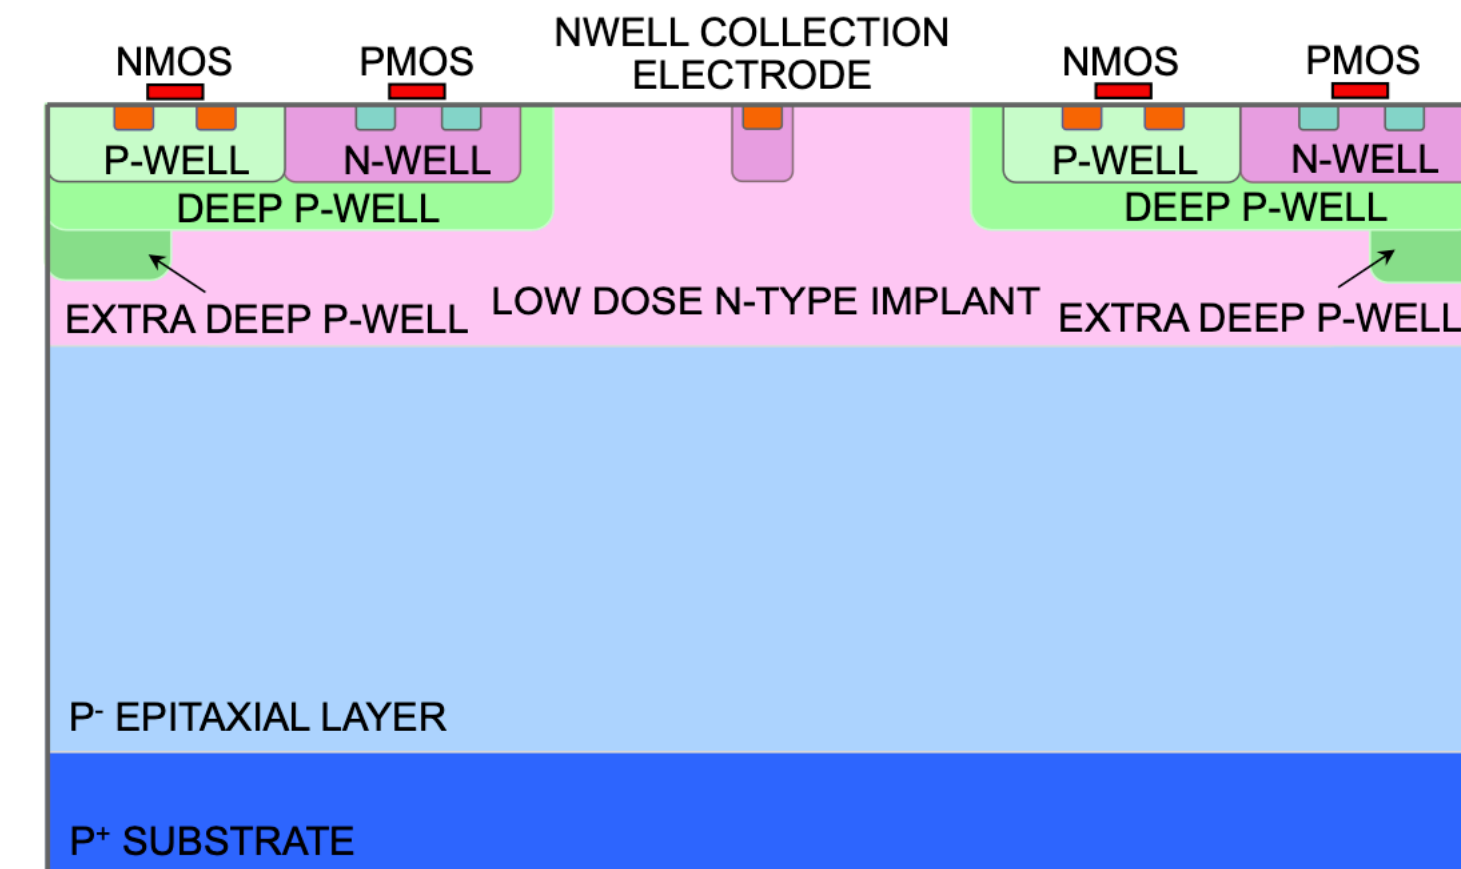 NWELL COLLECTION
ELECTRODE
NMOS
PMOS
NMOS
PMOS
P-WELL
N-WELL
P-WELL
N-WELL
DEEP P-WELL
DEEP P-WELL
EXTRA DEEP P-WELL
LOW DOSE N-TYPE IMPLANT
EXTRA DEEP P-WELL
P- EPITAXIAL LAYER
P+ SUBSTRATE